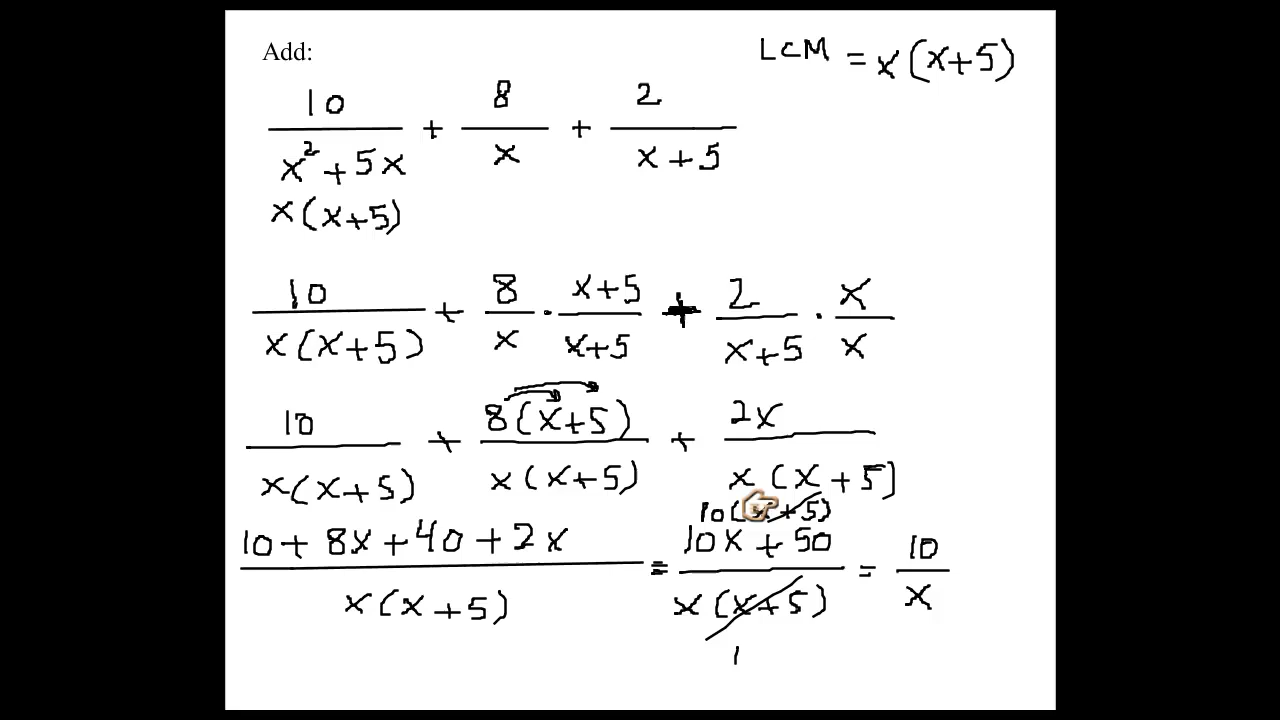 Add:
LCM = x(x+5)
10/(x²+5x) + 8/x + 2/(x+5)
x(x+5)
10/(x(x+5)) + 8/x · (x+5)/(x+5) + 2/(x+5) · x/x
10/(x(x+5)) + 8(x+5)/(x(x+5)) + 2x/(x(x+5])
10(x+5)
(10+8x+40+2x)/(x(x+5)) = (10x+50)/(x(x+5)) = 10/x
1